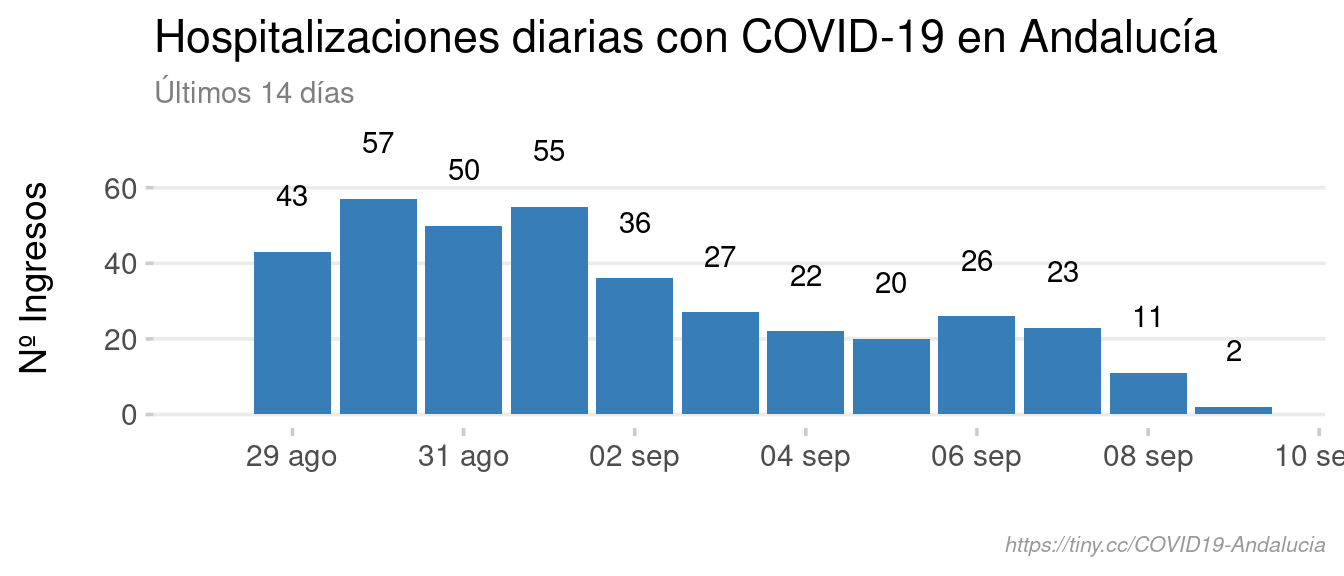 Hospitalizaciones diarias con COVID-19 en Andalucía
Últimos 14 días
Nº Ingresos
60
40
20
0
43
57
50
55
36
27
22
20
26
23
11
2
29 ago
31 ago
02 sep
04 sep
06 sep
08 sep
10 se
https://tiny.cc/COVID19-Andalucia